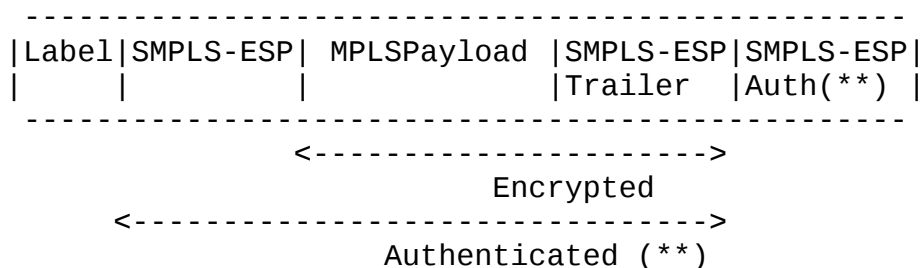 -------------------------------------------------
|Label|SMPLS-ESP| MPLSPayload |SMPLS-ESP|SMPLS-ESP|
|     |         |             |Trailer  |Auth(**) |
-------------------------------------------------
<---------------------->
Encrypted
<-------------------------------->
Authenticated (**)